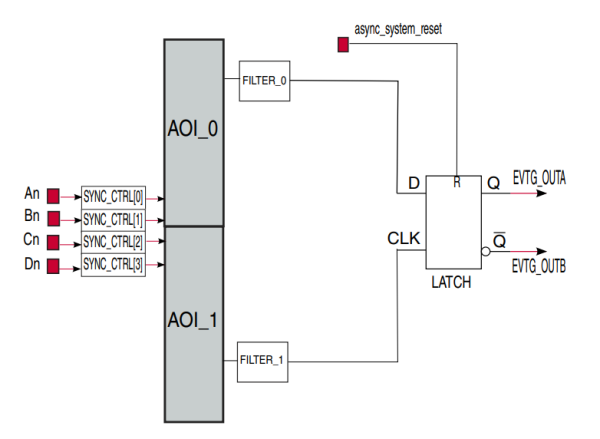 async_system_reset
FILTER_0
AOI_0
D
R
Q
EVTG_OUTA
An
SYNC_CTRL[0]
Bn
SYNC_CTRL[1]
Cn
SYNC_CTRL[2]
Dn
SYNC_CTRL[3]
CLK
Q̅
EVTG_OUTB
LATCH
AOI_1
FILTER_1